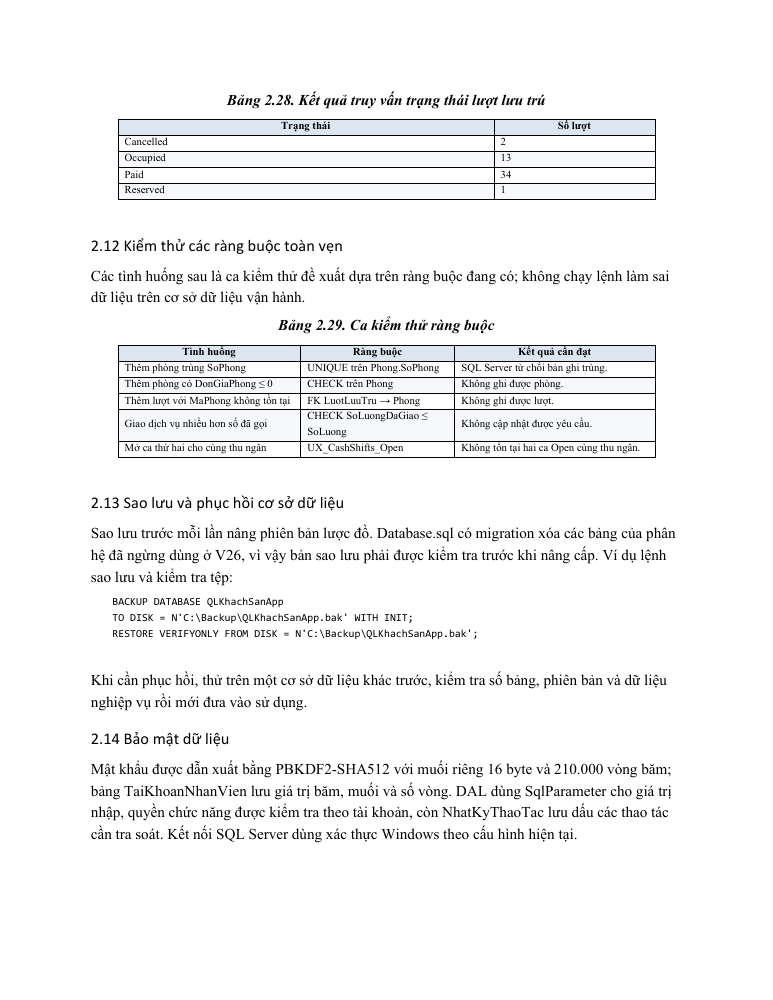 Bảng 2.28. Kết quả truy vấn trạng thái lượt lưu trú
Trạng thái Số lượt
Cancelled 2
Occupied 13
Paid 34
Reserved 1
2.12 Kiểm thử các ràng buộc toàn vẹn
Các tình huống sau là ca kiểm thử đề xuất dựa trên ràng buộc đang có; không chạy lệnh làm sai
dữ liệu trên cơ sở dữ liệu vận hành.
Bảng 2.29. Ca kiểm thử ràng buộc
Tình huống Ràng buộc Kết quả cần đạt
Thêm phòng trùng SoPhong UNIQUE trên Phong.SoPhong SQL Server từ chối bản ghi trùng.
Thêm phòng có DonGiaPhong ≤ 0 CHECK trên Phong Không ghi được phòng.
Thêm lượt với MaPhong không tồn tại FK LuotLuuTru → Phong Không ghi được lượt.
Giao dịch vụ nhiều hơn số đã gọi CHECK SoLuongDaGiao ≤
SoLuong Không cập nhật được yêu cầu.
Mở ca thứ hai cho cùng thu ngân UX_CashShifts_Open Không tồn tại hai ca Open cùng thu ngân.
2.13 Sao lưu và phục hồi cơ sở dữ liệu
Sao lưu trước mỗi lần nâng phiên bản lược đồ. Database.sql có migration xóa các bảng của phân
hệ đã ngừng dùng ở V26, vì vậy bản sao lưu phải được kiểm tra trước khi nâng cấp. Ví dụ lệnh
sao lưu và kiểm tra tệp:
BACKUP DATABASE QLKhachSanApp
TO DISK = N'C:\Backup\QLKhachSanApp.bak' WITH INIT;
RESTORE VERIFYONLY FROM DISK = N'C:\Backup\QLKhachSanApp.bak';
Khi cần phục hồi, thử trên một cơ sở dữ liệu khác trước, kiểm tra số bảng, phiên bản và dữ liệu
nghiệp vụ rồi mới đưa vào sử dụng.
2.14 Bảo mật dữ liệu
Mật khẩu được dẫn xuất bằng PBKDF2-SHA512 với muối riêng 16 byte và 210.000 vòng băm;
bảng TaiKhoanNhanVien lưu giá trị băm, muối và số vòng. DAL dùng SqlParameter cho giá trị
nhập, quyền chức năng được kiểm tra theo tài khoản, còn NhatKyThaoTac lưu dấu các thao tác
cần tra soát. Kết nối SQL Server dùng xác thực Windows theo cấu hình hiện tại.